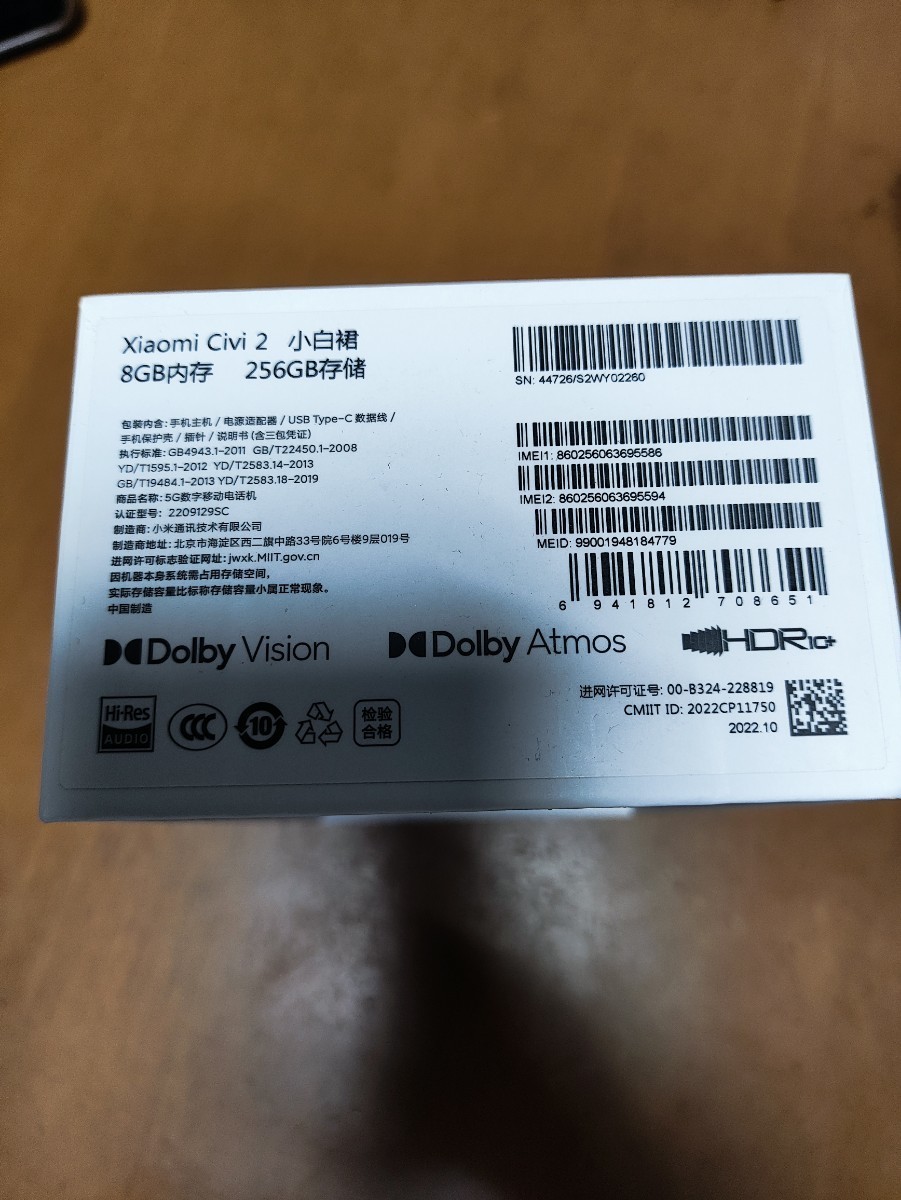 Xiaomi Civi 2 小白裙
8GB内存 256GB存储
包装内含: 手机主机 / 电源适配器 / USB Type-C 数据线 /
手机保护壳 / 插针 / 说明书 (含三包凭证)
执行标准: GB4943.1-2011 GB/T22450.1-2008
YD/T1595.1-2012 YD/T2583.14-2013
GB/T19484.1-2013 YD/T2583.18-2019
商品名称: 5G数字移动电话机
认证型号: 2209129SC
制造商: 小米通讯技术有限公司
制造商地址: 北京市海淀区西二旗中路33号院6号楼9层019号
进网许可标志验证网址: jwxk.MIIT.gov.cn
因机器本身系统需占用存储空间,
实际存储容量比标称存储容量小属正常现象。
中国制造
SN: 44726/S2WY02260
IMEI1: 860256063695586
IMEI2: 860256063695594
MEID: 99001948184779
6 941812 708651
Dolby Vision
Dolby Atmos
HDR10+
Hi-Res
AUDIO
CCC
10
检验
合格
进网许可证号: 00-B324-228819
CMIIT ID: 2022CP11750
2022.10